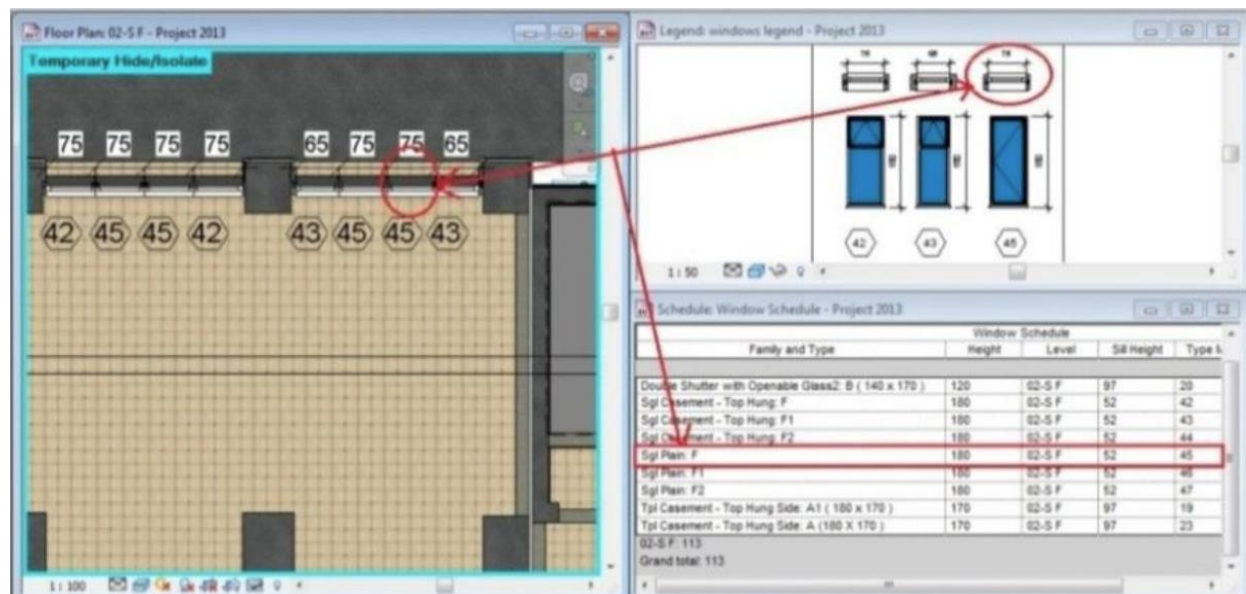 Floor Plan: 02-S F - Project 2013
Temporary Hide/Isolate
75 75 75 75 65 75 75 65
42 45 45 42 43 45 45 43
1 : 100
Legend: windows legend - Project 2013
42 43 45
1 : 50
Schedule: Window Schedule - Project 2013
Window Schedule
Family and Type Height Level Sill Height Type
Double Shutter with Openable Glass2: B ( 140 x 170 ) 120 02-S F 97 20
Sgl Casement - Top Hung: F 180 02-S F 52 42
Sgl Casement - Top Hung: F1 180 02-S F 52 43
Sgl Casement - Top Hung: F2 180 02-S F 52 44
Sgl Plain: F 180 02-S F 52 45
Sgl Plain: F1 180 02-S F 52 46
Sgl Plain: F2 180 02-S F 52 47
Tpl Casement - Top Hung Side: A1 ( 180 x 170 ) 170 02-S F 97 19
Tpl Casement - Top Hung Side: A (180 X 170 ) 170 02-S F 97 23
02-S F: 113
Grand total: 113